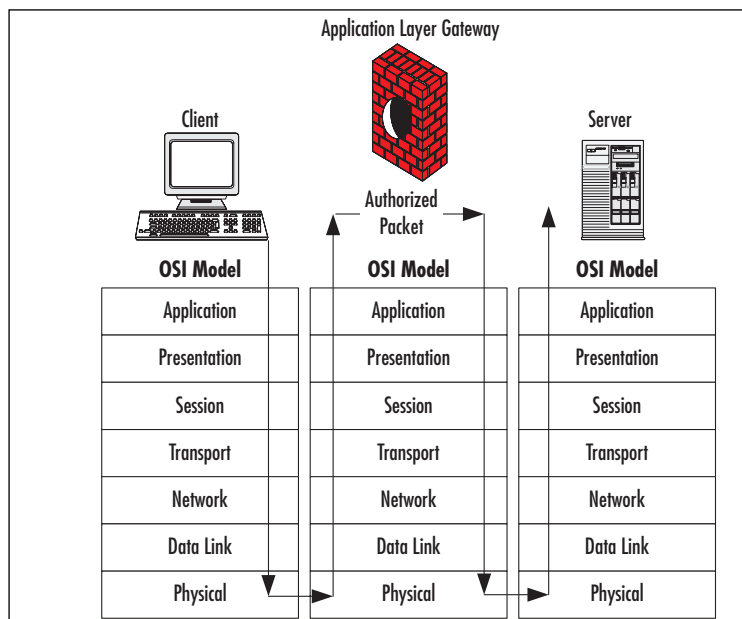 Application Layer Gateway
Client
Server
Authorized
Packet
OSI Model
Application
Presentation
Session
Transport
Network
Data Link
Physical
OSI Model
Application
Presentation
Session
Transport
Network
Data Link
Physical
OSI Model
Application
Presentation
Session
Transport
Network
Data Link
Physical